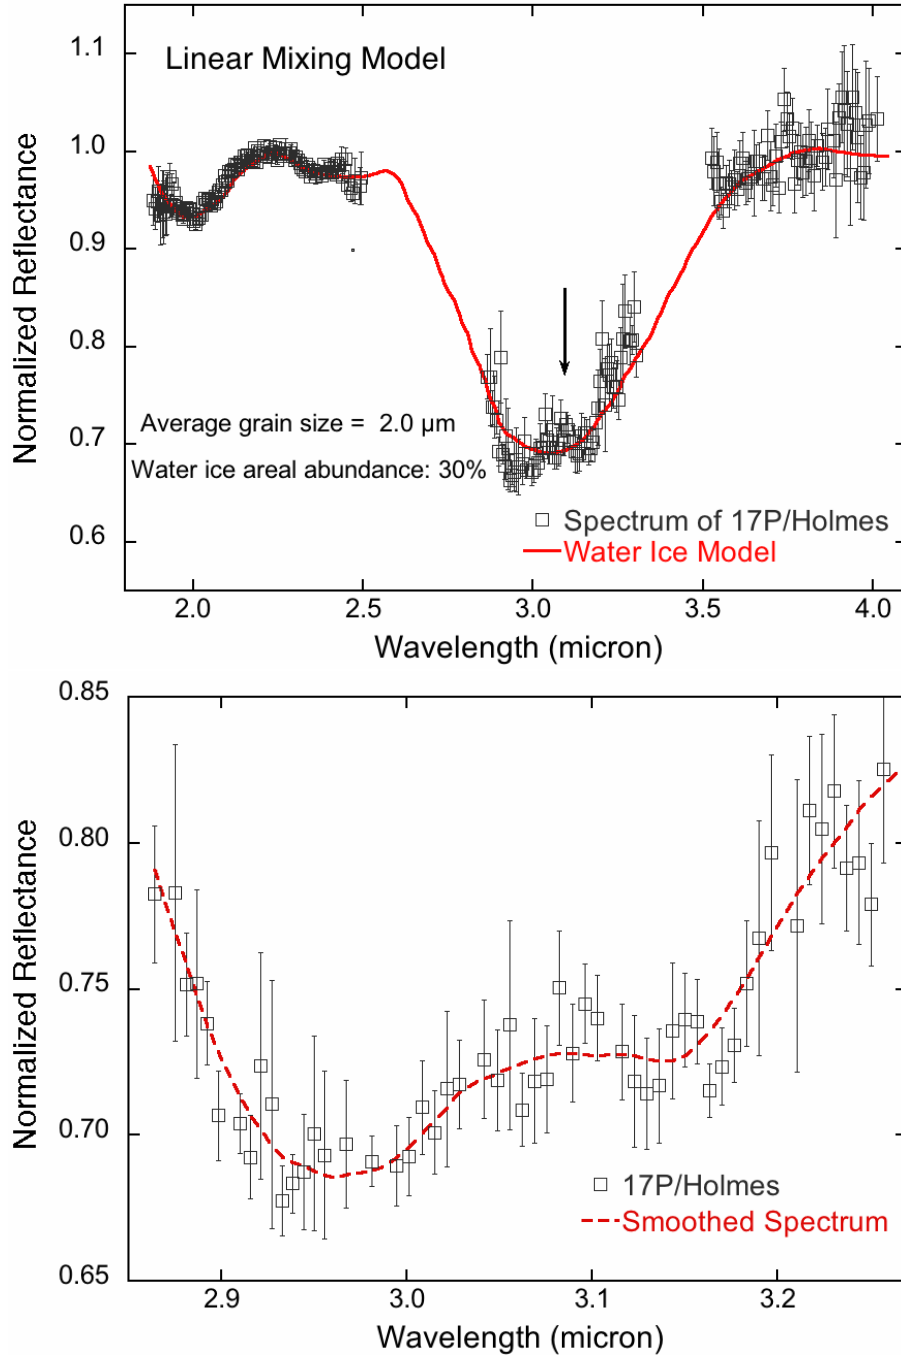 Linear Mixing Model
1.1
1.0
0.9
0.8
0.7
0.6
Normalized Reflectance
Average grain size = 2.0 µm
Water ice areal abundance: 30%
Spectrum of 17P/Holmes
Water Ice Model
2.0 2.5 3.0 3.5 4.0
Wavelength (micron)
0.85
0.80
0.75
0.70
0.65
Normalized Reflectance
17P/Holmes
Smoothed Spectrum
2.9 3.0 3.1 3.2
Wavelength (micron)